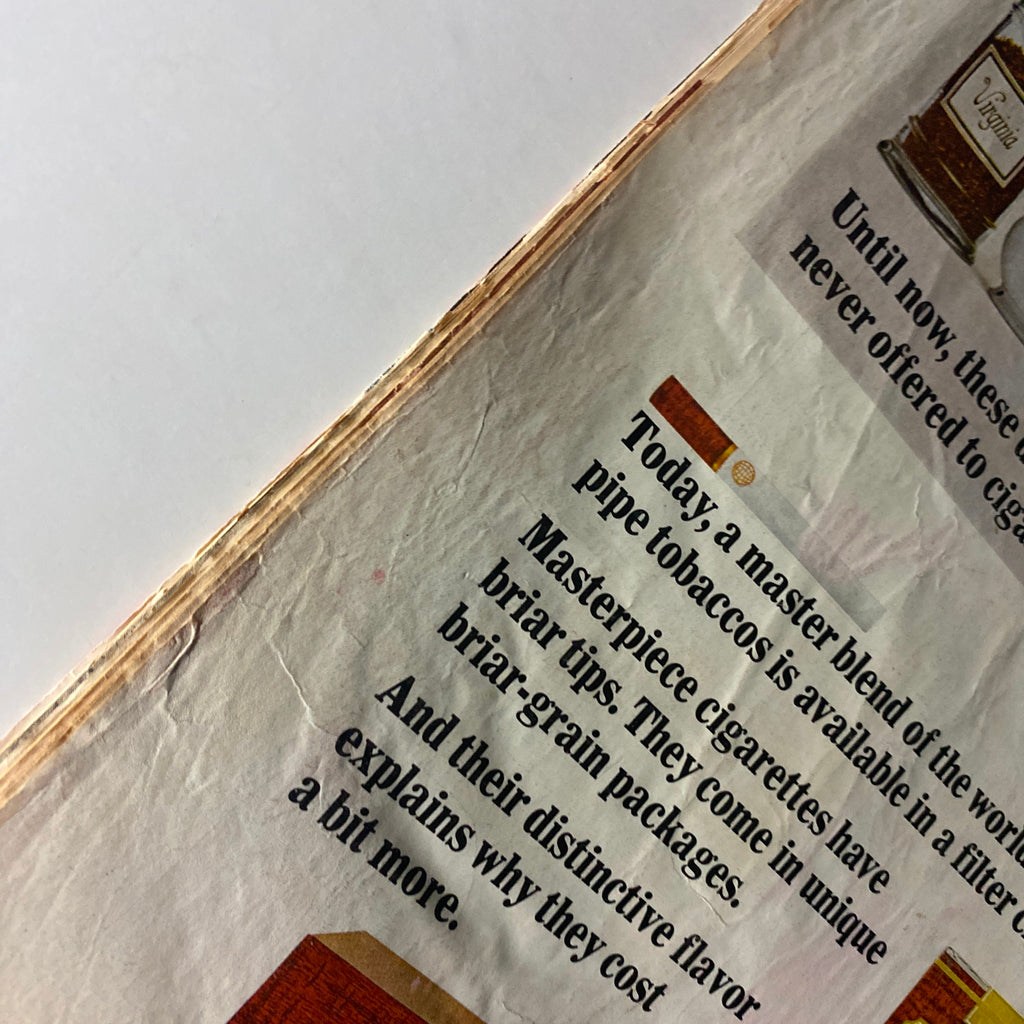 Virginia
Until now, these
never offered to
Today, a master blend of the
pipe tobaccos is available in a filter
Masterpiece cigarettes have
briar tips. They come in unique
briar-grain packages.
And their distinctive flavor
explains why they cost
a bit more.